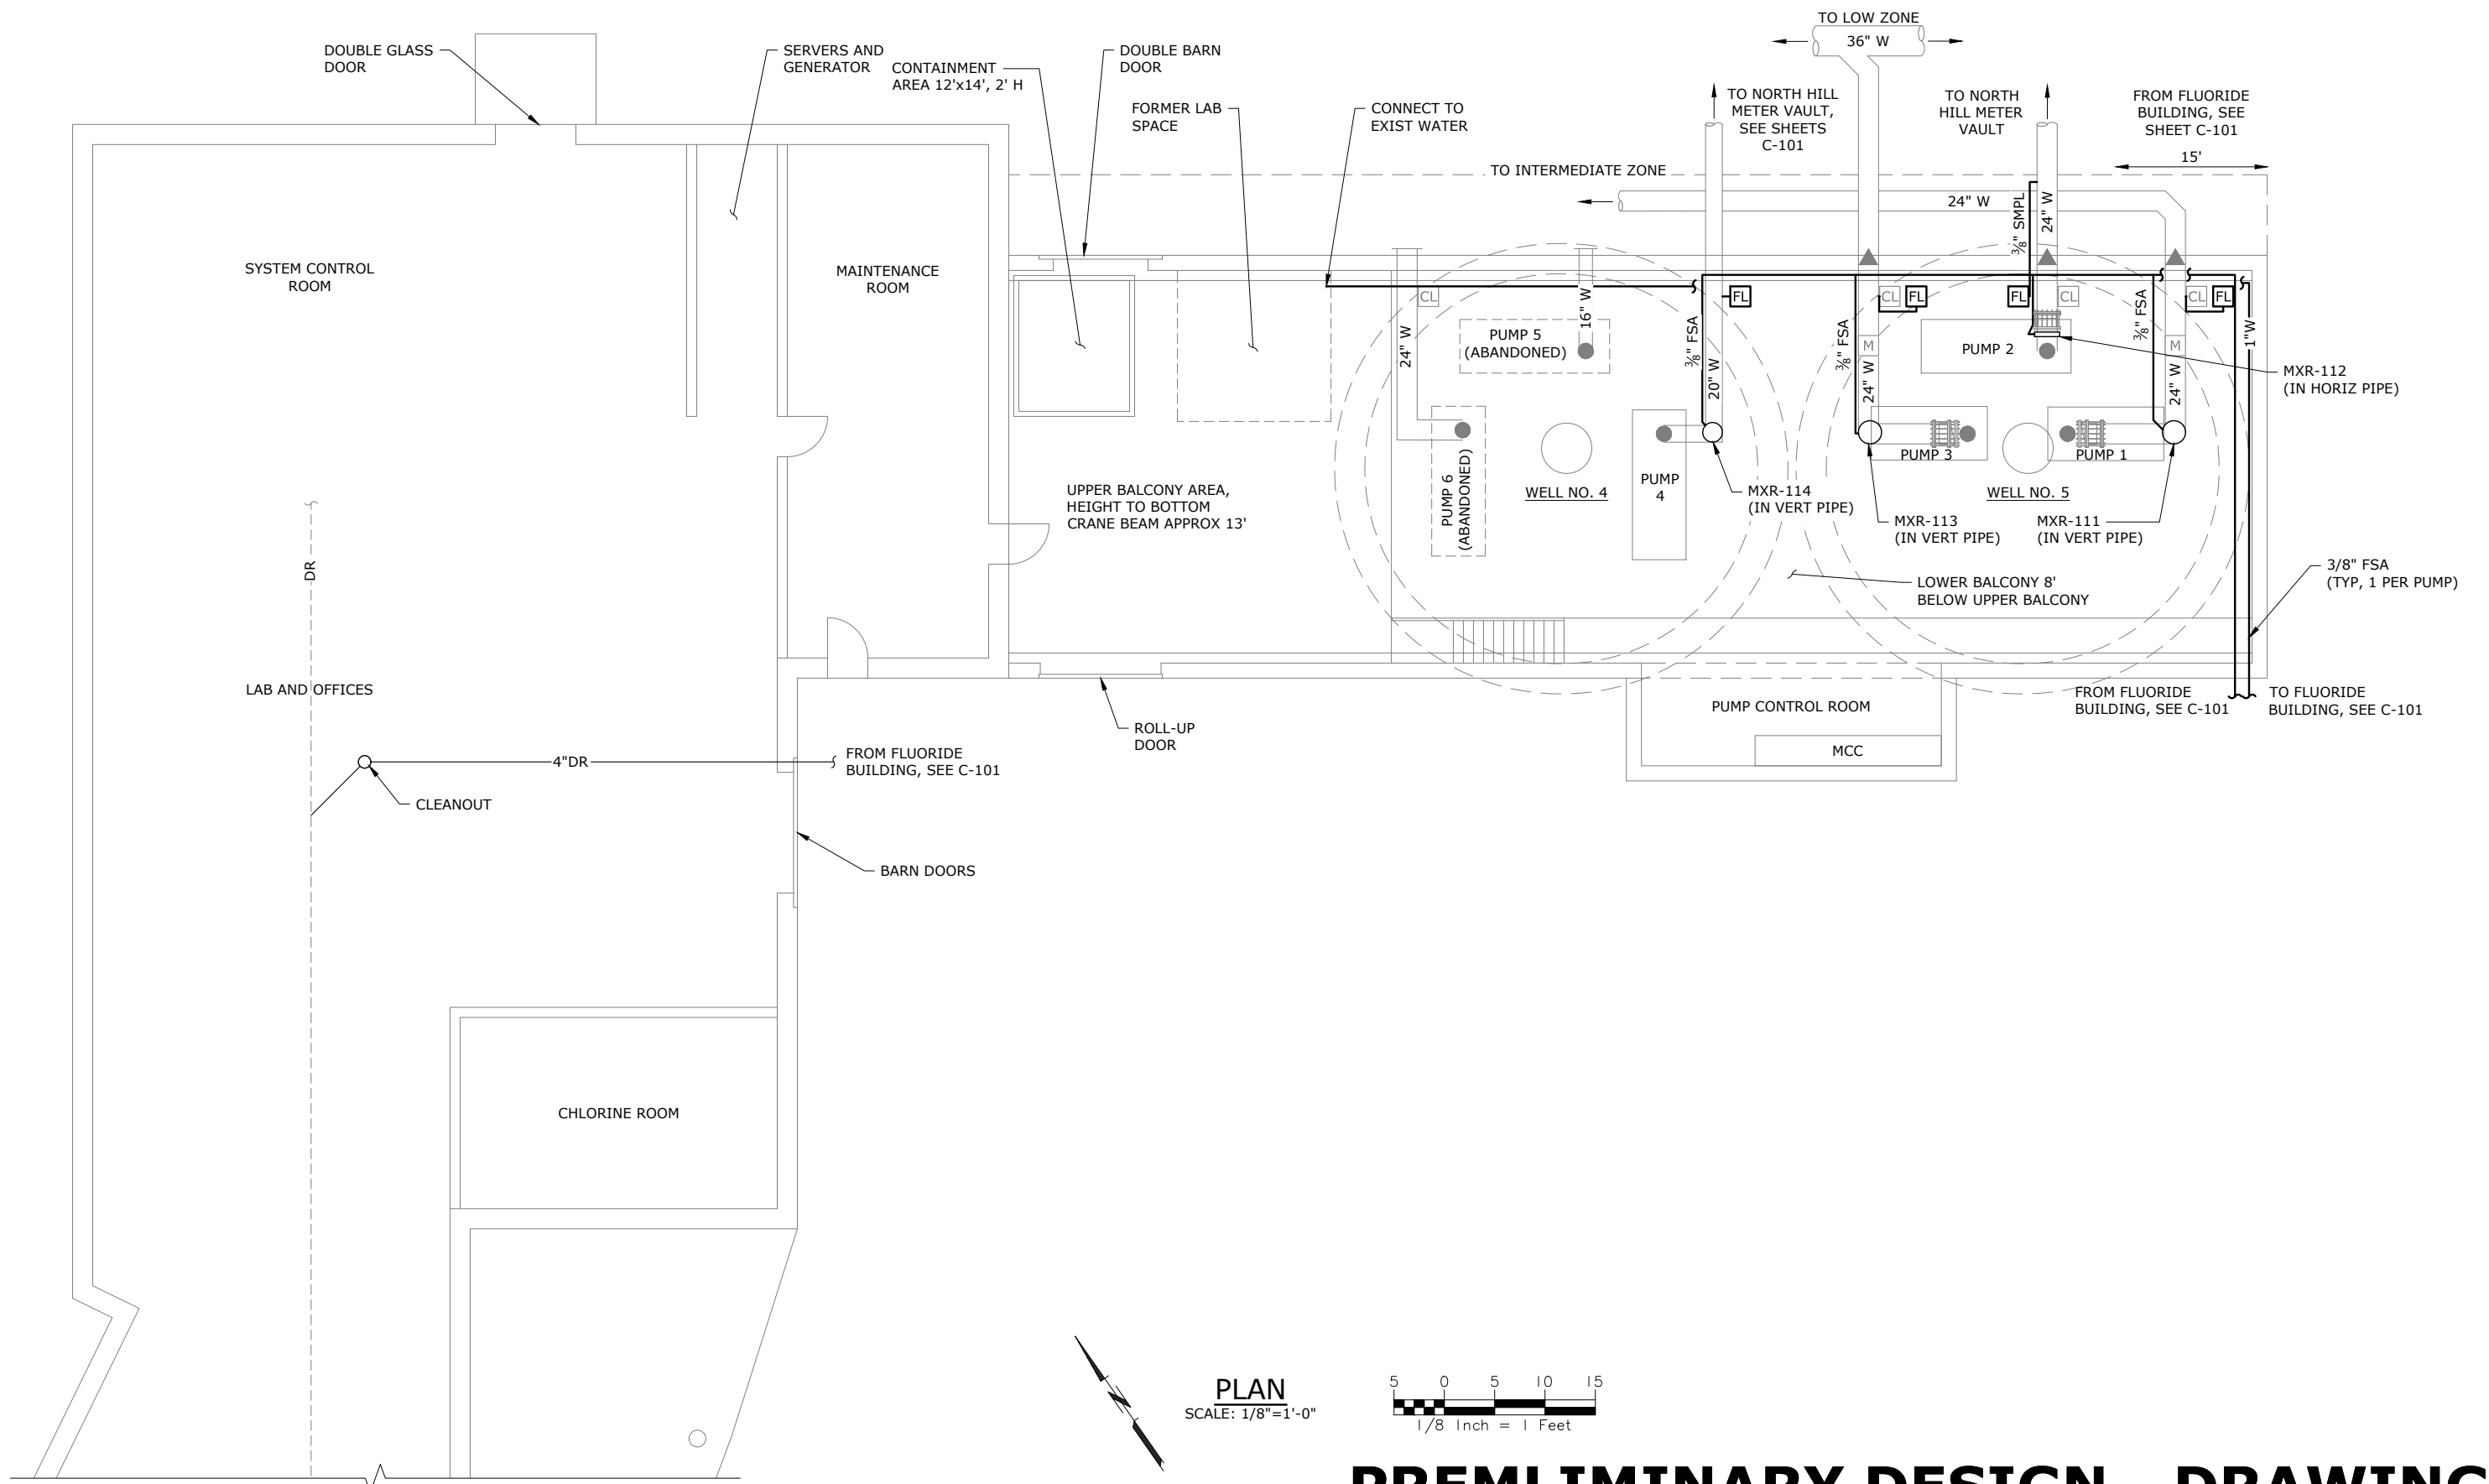 TO LOW ZONE
36" W
DOUBLE GLASS
DOOR
SERVERS AND
GENERATOR
CONTAINMENT
AREA 12'x14', 2' H
DOUBLE BARN
DOOR
FORMER LAB
SPACE
CONNECT TO
EXIST WATER
TO NORTH HILL
METER VAULT,
SEE SHEETS
C-101
TO NORTH
HILL METER
VAULT
FROM FLUORIDE
BUILDING, SEE
SHEET C-101
15'
TO INTERMEDIATE ZONE
24" W
3/8" SMPL
24" W
SYSTEM CONTROL
ROOM
MAINTENANCE
ROOM
CL
FL
CL
FL
FL
CL
CL
FL
24" W
16" W
PUMP 5
(ABANDONED)
3/8" FSA
20" W
3/8" FSA
M
24" W
PUMP 2
3/8" FSA
M
24" W
1"W
MXR-112
(IN HORIZ PIPE)
PUMP 3
PUMP 1
UPPER BALCONY AREA,
HEIGHT TO BOTTOM
CRANE BEAM APPROX 13'
PUMP 6
(ABANDONED)
WELL NO. 4
PUMP
4
MXR-114
(IN VERT PIPE)
WELL NO. 5
MXR-113
(IN VERT PIPE)
MXR-111
(IN VERT PIPE)
3/8" FSA
(TYP, 1 PER PUMP)
LOWER BALCONY 8'
BELOW UPPER BALCONY
DR
LAB AND OFFICES
FROM FLUORIDE
BUILDING, SEE C-101
TO FLUORIDE
BUILDING, SEE C-101
PUMP CONTROL ROOM
MCC
ROLL-UP
DOOR
4"DR
FROM FLUORIDE
BUILDING, SEE C-101
CLEANOUT
BARN DOORS
CHLORINE ROOM
PLAN
SCALE: 1/8"=1'-0"
5 0 5 10 15
1/8 Inch = 1 Feet
PREMLIMINARY DESIGN - DRAWING